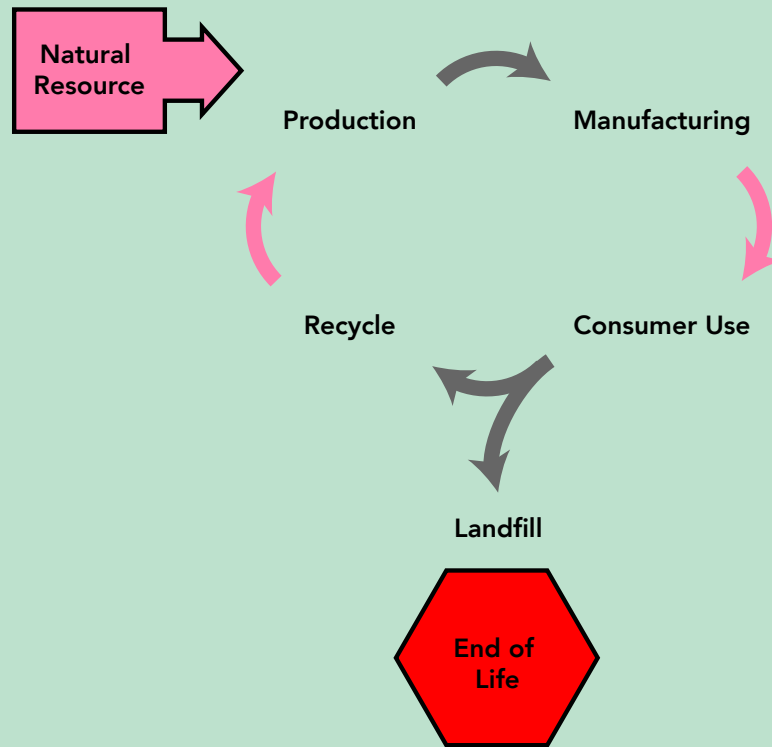 Natural
Resource
Production
Manufacturing
Recycle
Consumer Use
Landfill
End of
Life